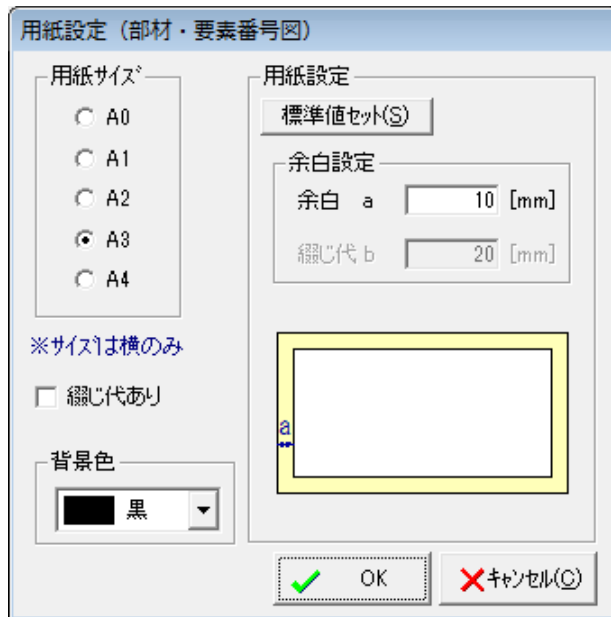 用紙設定（部材・要素番号図）
用紙ｻｲｽﾞ
A0
A1
A2
A3
A4
※ｻｲｽﾞは横のみ
綴じ代あり
背景色
黒
用紙設定
標準値ｾｯﾄ(S)
余白設定
余白 a 10 [mm]
綴じ代 b 20 [mm]
a
OK
ｷｬﾝｾﾙ(C)